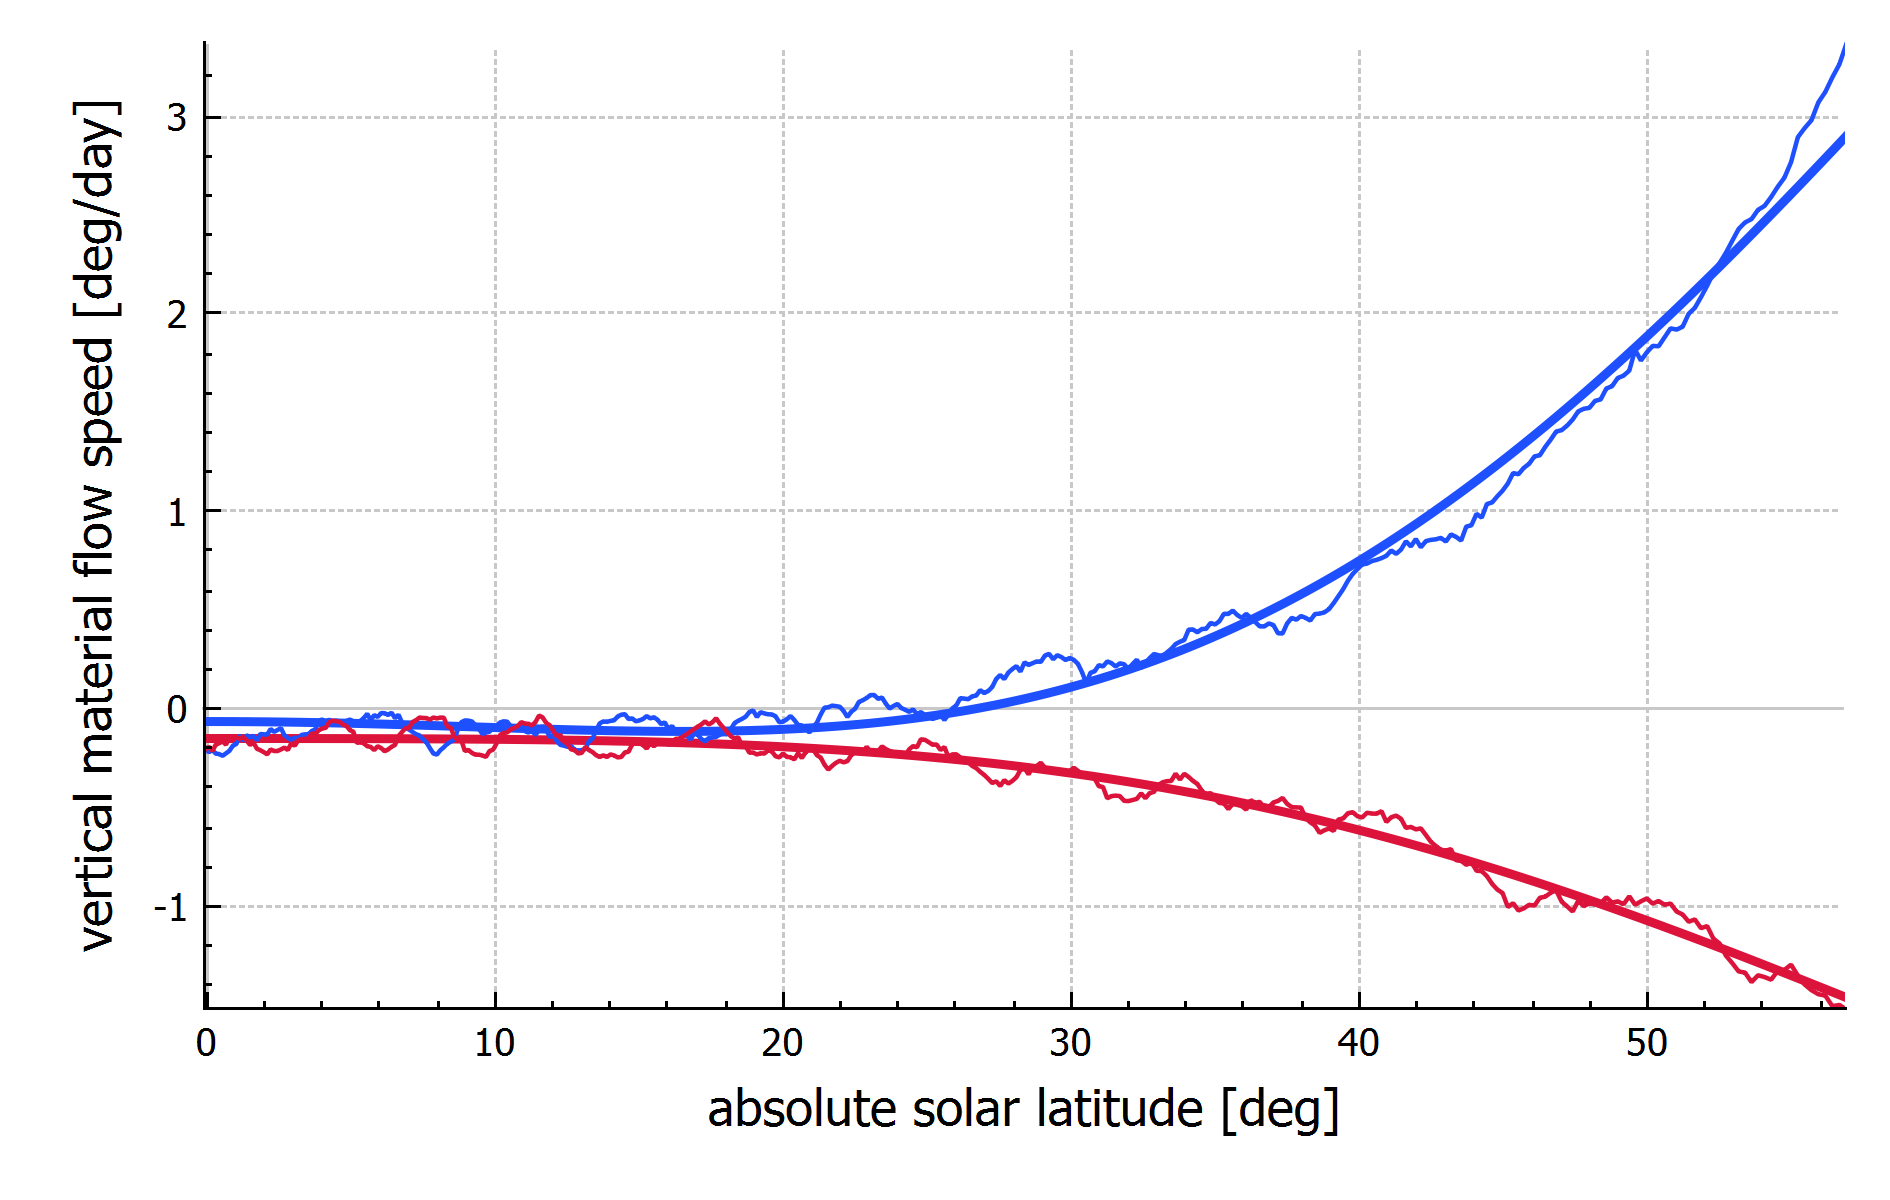 vertical material flow speed [deg/day]
3
2
1
0
-1
0 10 20 30 40 50
absolute solar latitude [deg]